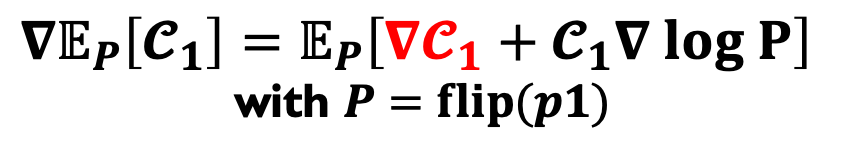 ∇𝔼_P[𝒞_1] = 𝔼_P[∇𝒞_1 + 𝒞_1∇ log P]
with P = flip(p1)